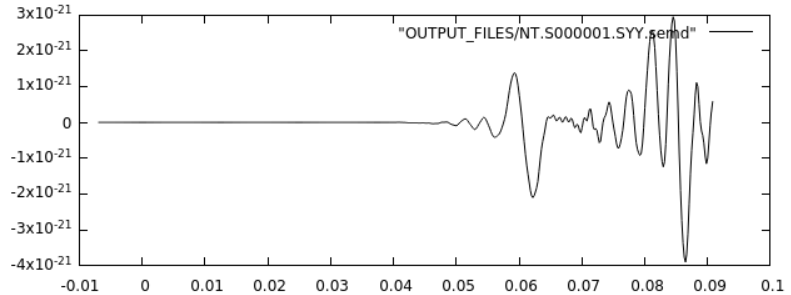 3x10-21
2x10-21
1x10-21
0
-1x10-21
-2x10-21
-3x10-21
-4x10-21
"OUTPUT_FILES/NT.S000001.SYY.semd"
-0.01 0 0.01 0.02 0.03 0.04 0.05 0.06 0.07 0.08 0.09 0.1